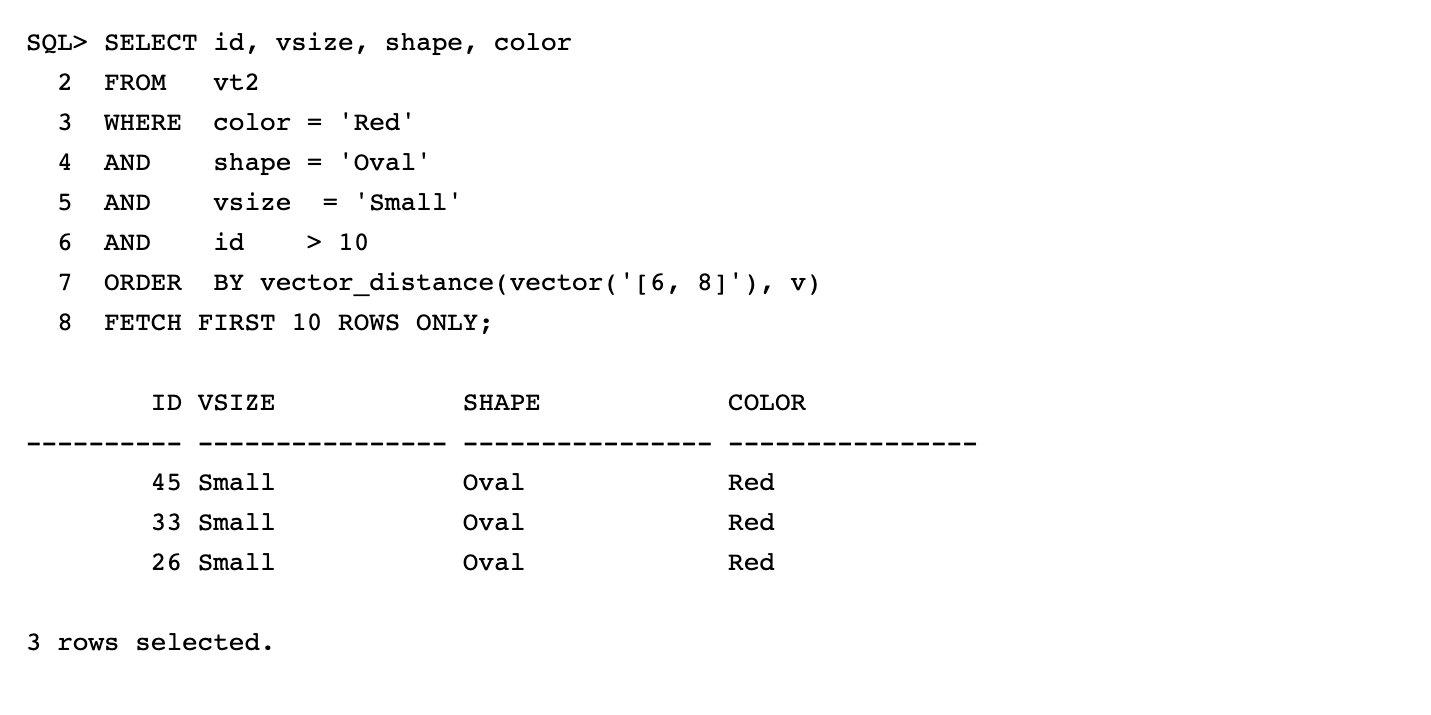 SQL> SELECT id, vsize, shape, color
  2  FROM   vt2
  3  WHERE  color = 'Red'
  4  AND    shape = 'Oval'
  5  AND    vsize  = 'Small'
  6  AND    id    > 10
  7  ORDER  BY vector_distance(vector('[6, 8]'), v)
  8  FETCH FIRST 10 ROWS ONLY;

        ID VSIZE            SHAPE            COLOR
---------- ---------------- ---------------- ----------------
        45 Small            Oval             Red
        33 Small            Oval             Red
        26 Small            Oval             Red

3 rows selected.